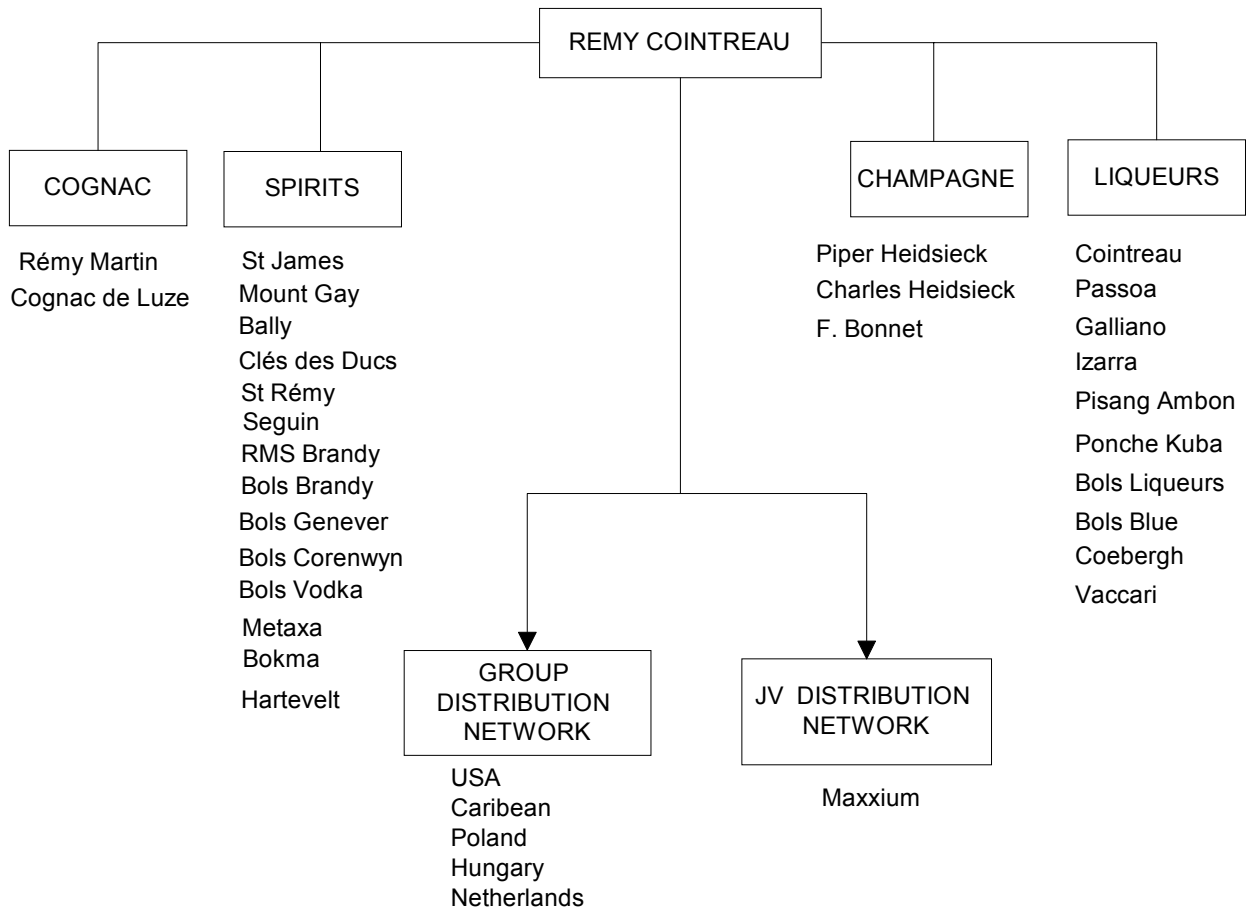 REMY COINTREAU
COGNAC
Rémy Martin
Cognac de Luze
SPIRITS
St James
Mount Gay
Bally
Clés des Ducs
St Rémy
Seguin
RMS Brandy
Bols Brandy
Bols Genever
Bols Corenwyn
Bols Vodka
Metaxa
Bokma
Hartevelt
CHAMPAGNE
Piper Heidsieck
Charles Heidsieck
F. Bonnet
LIQUEURS
Cointreau
Passoa
Galliano
Izarra
Pisang Ambon
Ponche Kuba
Bols Liqueurs
Bols Blue
Coebergh
Vaccari
GROUP
DISTRIBUTION
NETWORK
USA
Caribean
Poland
Hungary
Netherlands
JV DISTRIBUTION
NETWORK
Maxxium